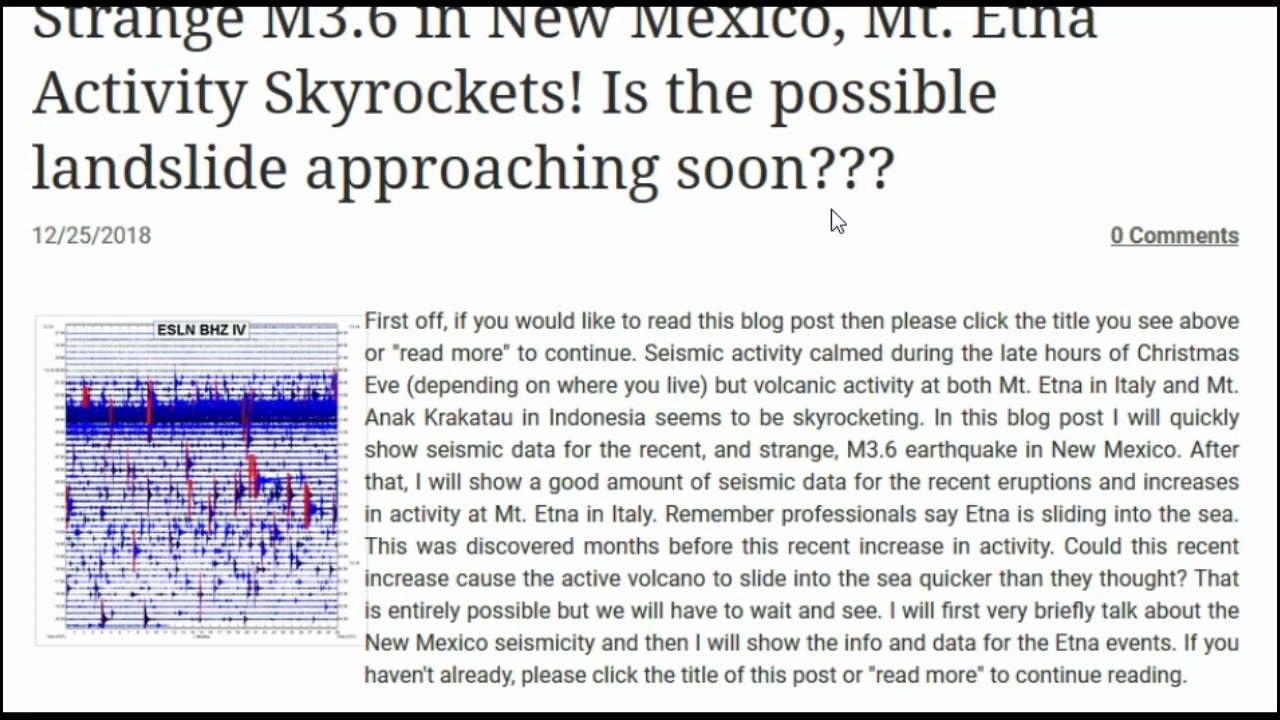 Strange M3.6 in New Mexico, Mt. Etna
Activity Skyrockets! Is the possible
landslide approaching soon???
12/25/2018
0 Comments
ESLN BHZ IV
First off, if you would like to read this blog post then please click the title you see above
or "read more" to continue. Seismic activity calmed during the late hours of Christmas
Eve (depending on where you live) but volcanic activity at both Mt. Etna in Italy and Mt.
Anak Krakatau in Indonesia seems to be skyrocketing. In this blog post I will quickly
show seismic data for the recent, and strange, M3.6 earthquake in New Mexico. After
that, I will show a good amount of seismic data for the recent eruptions and increases
in activity at Mt. Etna in Italy. Remember professionals say Etna is sliding into the sea.
This was discovered months before this recent increase in activity. Could this recent
increase cause the active volcano to slide into the sea quicker than they thought? That
is entirely possible but we will have to wait and see. I will first very briefly talk about the
New Mexico seismicity and then I will show the info and data for the Etna events. If you
haven't already, please click the title of this post or "read more" to continue reading.